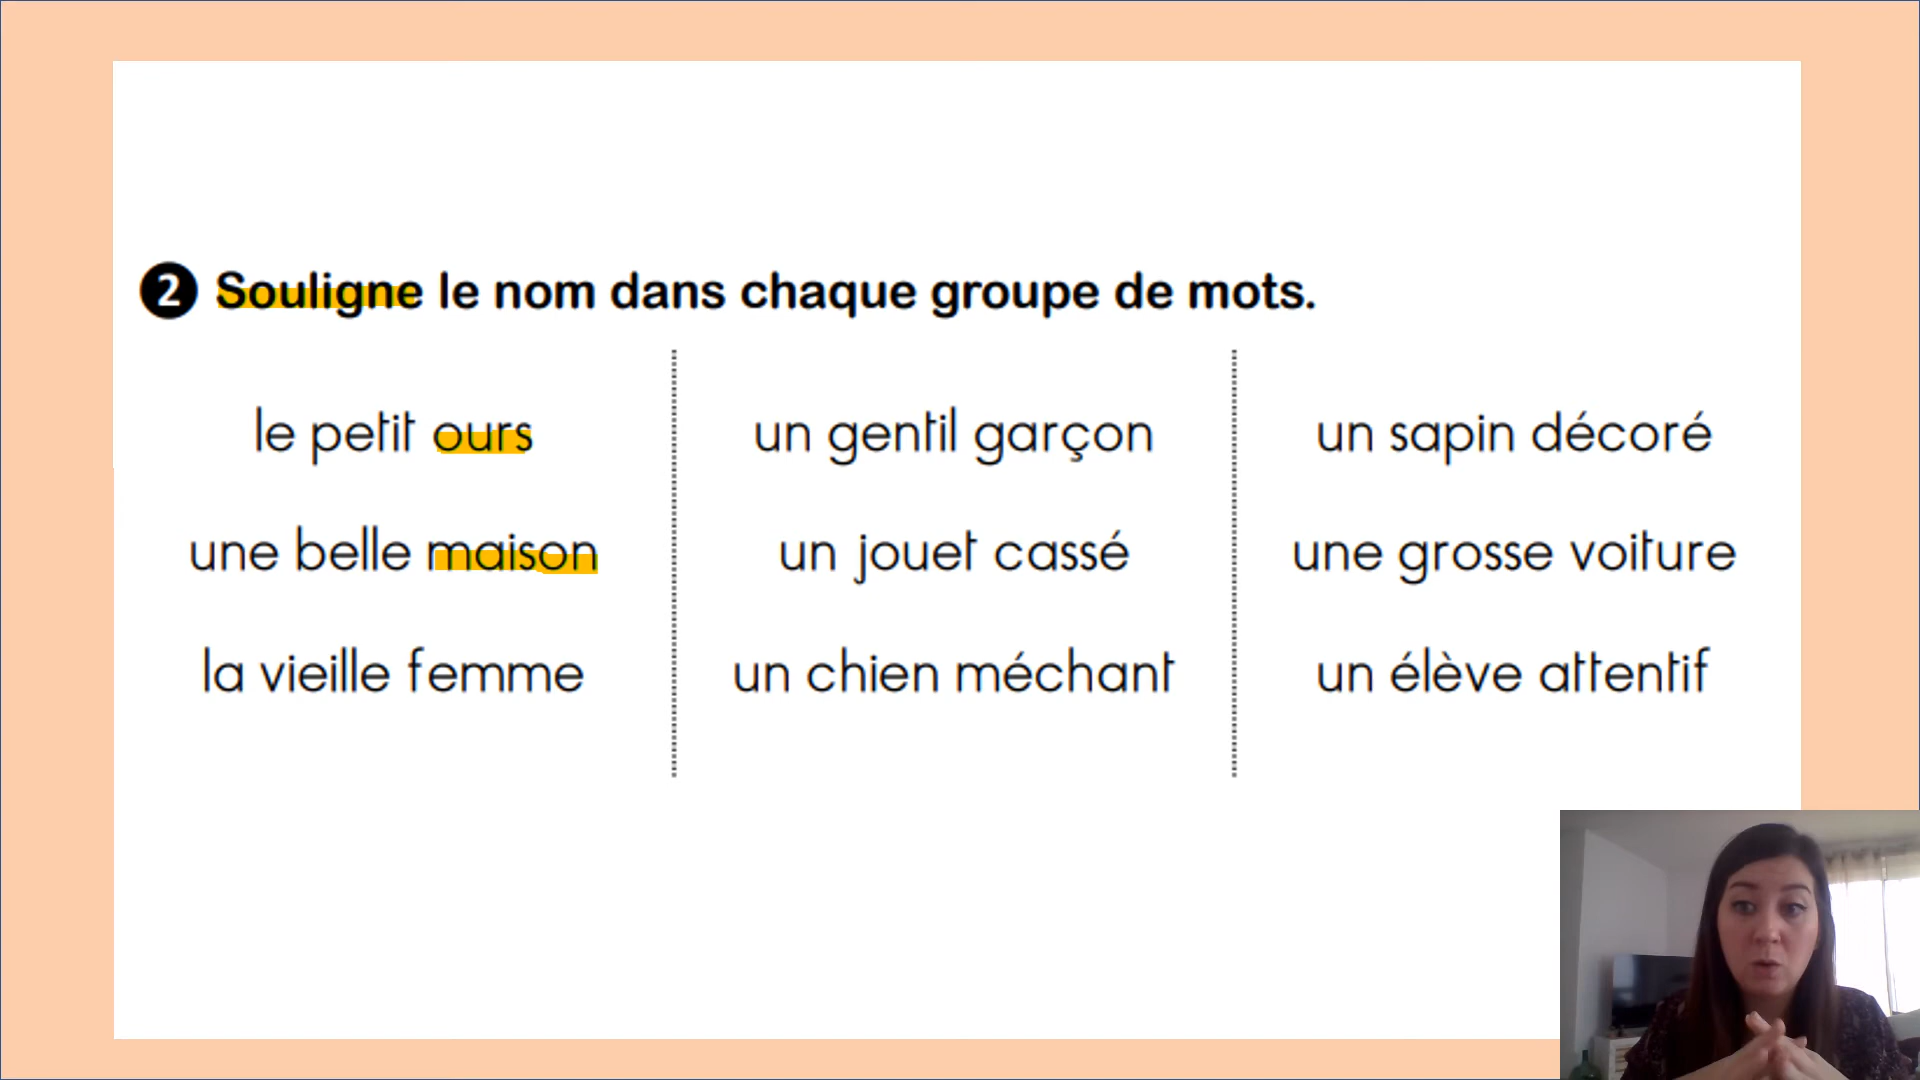 2 Souligne le nom dans chaque groupe de mots.
le petit ours
une belle maison
la vieille femme
un gentil garçon
un jouet cassé
un chien méchant
un sapin décoré
une grosse voiture
un élève attentif